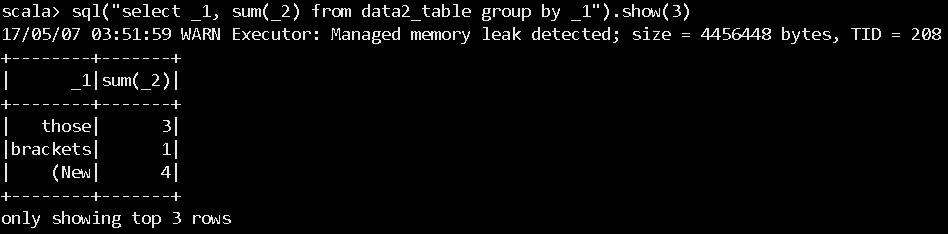 scala> sql("select _1, sum(_2) from data2_table group by _1").show(3)
17/05/07 03:51:59 WARN Executor: Managed memory leak detected; size = 4456448 bytes, TID = 208
+--------+-------+
|      _1|sum(_2)|
+--------+-------+
|   those|      3|
|brackets|      1|
|    (New|      4|
+--------+-------+
only showing top 3 rows